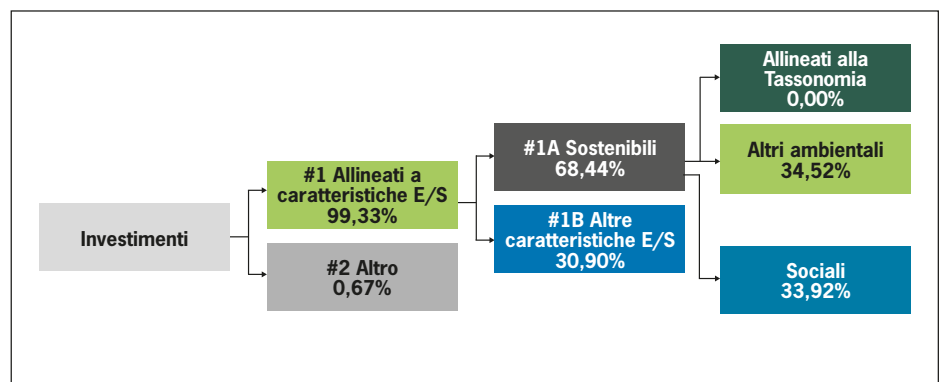 Investimenti
#1 Allineati a
caratteristiche E/S
99,33%
#2 Altro
0,67%
#1A Sostenibili
68,44%
#1B Altre
caratteristiche E/S
30,90%
Allineati alla
Tassonomia
0,00%
Altri ambientali
34,52%
Sociali
33,92%